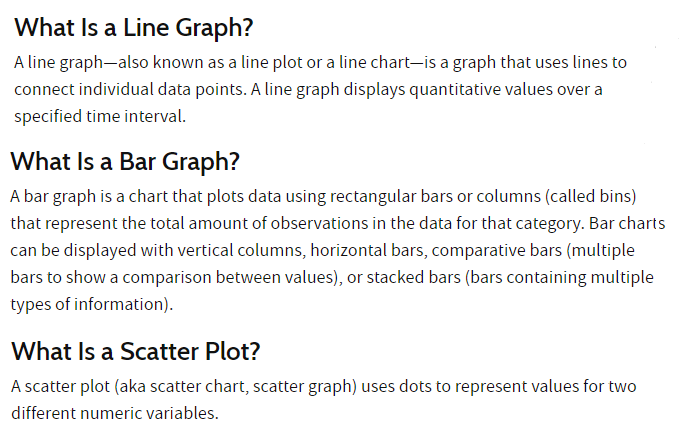 What Is a Line Graph?
A line graph—also known as a line plot or a line chart—is a graph that uses lines to
connect individual data points. A line graph displays quantitative values over a
specified time interval.
What Is a Bar Graph?
A bar graph is a chart that plots data using rectangular bars or columns (called bins)
that represent the total amount of observations in the data for that category. Bar charts
can be displayed with vertical columns, horizontal bars, comparative bars (multiple
bars to show a comparison between values), or stacked bars (bars containing multiple
types of information).
What Is a Scatter Plot?
A scatter plot (aka scatter chart, scatter graph) uses dots to represent values for two
different numeric variables.